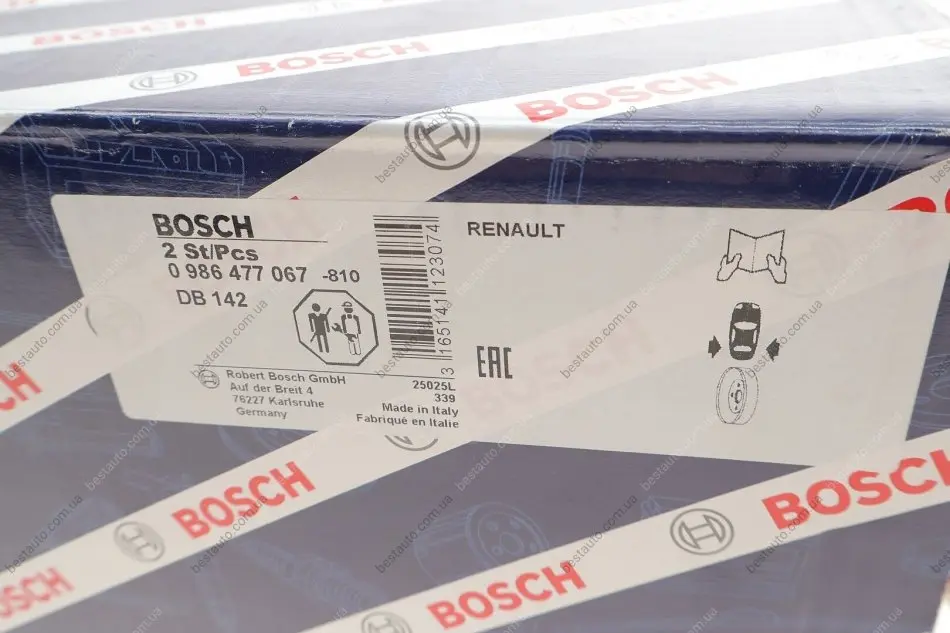 BOSCH
BOSCH
BOSCH
BOSCH
2 St/Pcs
0 986 477 067 -810
DB 142
3 165141 123074
RENAULT
EAC
Robert Bosch GmbH
Auf der Breit 4
76227 Karlsruhe
Germany
25025L
339
Made in Italy
Fabriqué en Italie
BOSCH
BOSCH
BOSCH
BOSCH
bestauto.com.ua